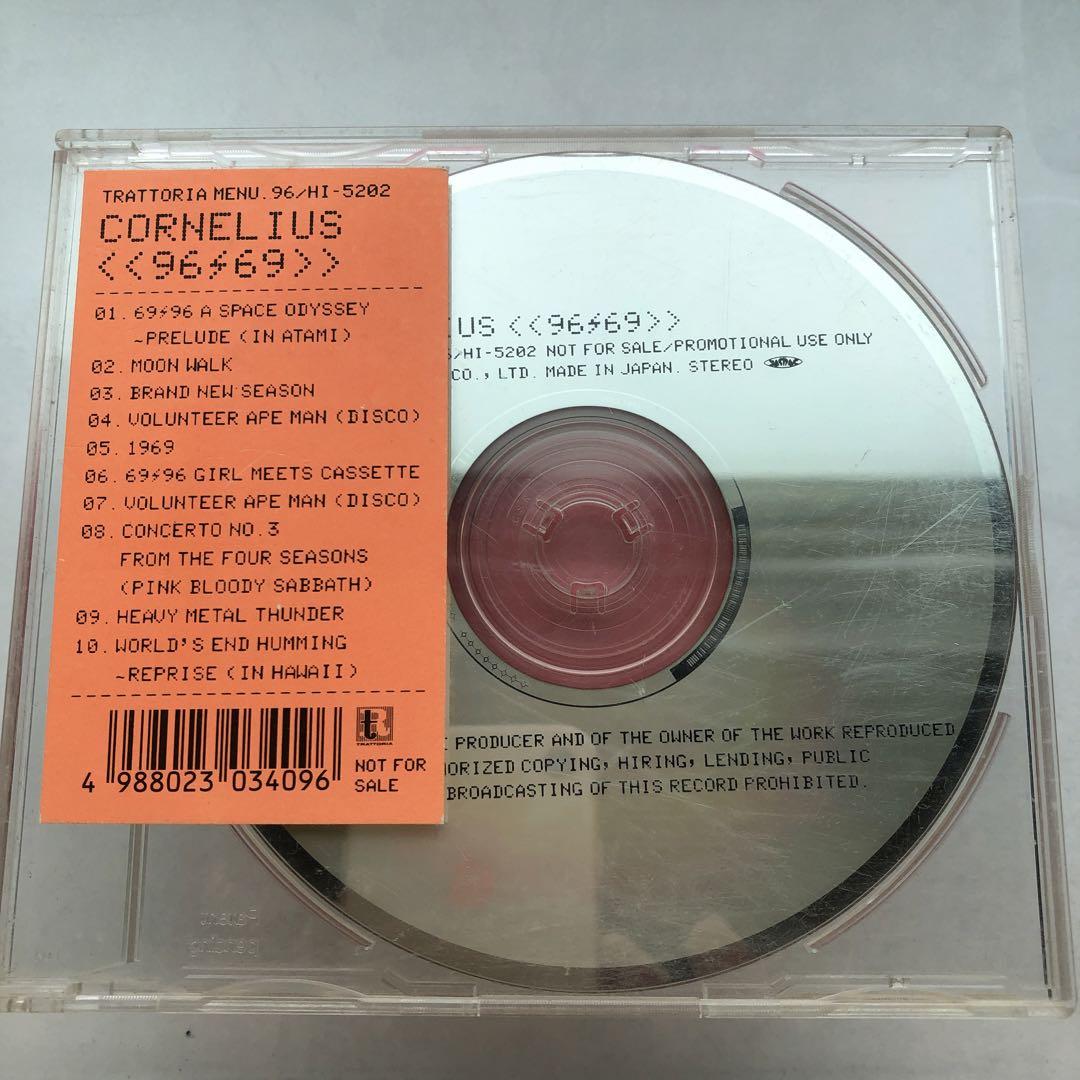 TRATTORIA MENU.96/HI-5202
CORNELIUS
<<96⚡69>>
01. 69⚡96 A SPACE ODYSSEY
~PRELUDE (IN ATAMI)
02. MOON WALK
03. BRAND NEW SEASON
04. VOLUNTEER APE MAN (DISCO)
05. 1969
06. 69⚡96 GIRL MEETS CASSETTE
07. VOLUNTEER APE MAN (DISCO)
08. CONCERTO NO.3
FROM THE FOUR SEASONS
(PINK BLOODY SABBATH)
09. HEAVY METAL THUNDER
10. WORLD'S END HUMMING
~REPRISE (IN HAWAII)
4 988023 034096
TRATTORIA
NOT FOR
SALE
IUS <<96⚡69>>
/HI-5202 NOT FOR SALE/PROMOTIONAL USE ONLY
CO., LTD. MADE IN JAPAN. STEREO
PRODUCER AND OF THE OWNER OF THE WORK REPRODUCED
ORIZED COPYING, HIRING, LENDING, PUBLIC
BROADCASTING OF THIS RECORD PROHIBITED.
Patents
pending